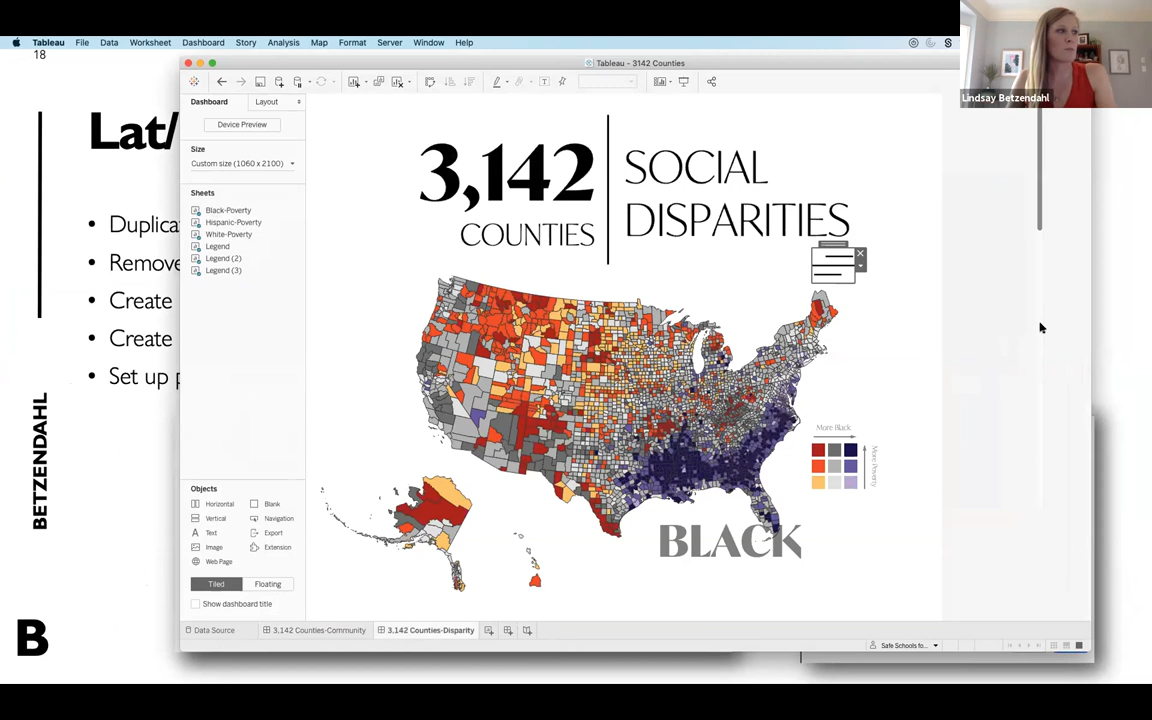 Tableau File Data Worksheet Dashboard Story Analysis Map Format Server Window Help
18
Tableau - 3142 Counties
Lindsay Betzendahl
Dashboard Layout
Device Preview
Size
Custom size (1060 x 2100)
Sheets
Black-Poverty
Hispanic-Poverty
White-Poverty
Legend
Legend (2)
Legend (3)
Objects
Horizontal Blank
Vertical Navigation
Text Export
Image Extension
Web Page
Tiled Floating
Show dashboard title
Lat/
• Duplica
• Remove
• Create
• Create
• Set up p
BETZENDAHL
B
3,142
COUNTIES
SOCIAL
DISPARITIES
More Black
More Poverty
BLACK
Data Source 3,142 Counties-Community 3,142 Counties-Disparity
Safe Schools fo...